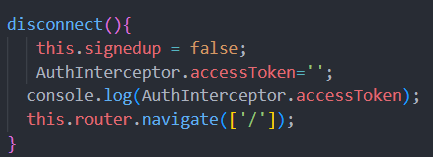 disconnect(){
this.signedup = false;
AuthInterceptor.accessToken='';
console.log(AuthInterceptor.accessToken);
this.router.navigate(['/']);
}